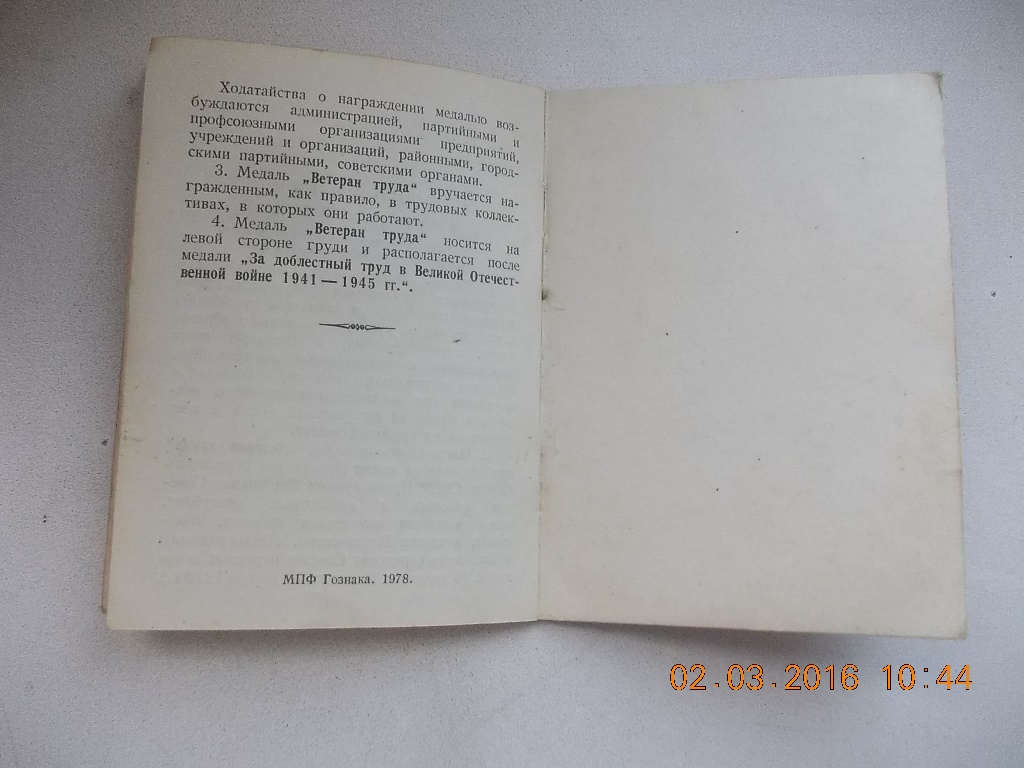 Ходатайства о награждении медалью воз-
буждаются администрацией, партийными и
профсоюзными организациями предприятий,
учреждений и организаций, районными, город-
скими партийными, советскими органами.
3. Медаль „Ветеран труда“ вручается на-
гражденным, как правило, в трудовых коллек-
тивах, в которых они работают.
4. Медаль „Ветеран труда“ носится на
левой стороне груди и располагается после
медали „За доблестный труд в Великой Отечест-
венной войне 1941—1945 гг.“.
МПФ Гознака. 1978.
02.03.2016 10:44